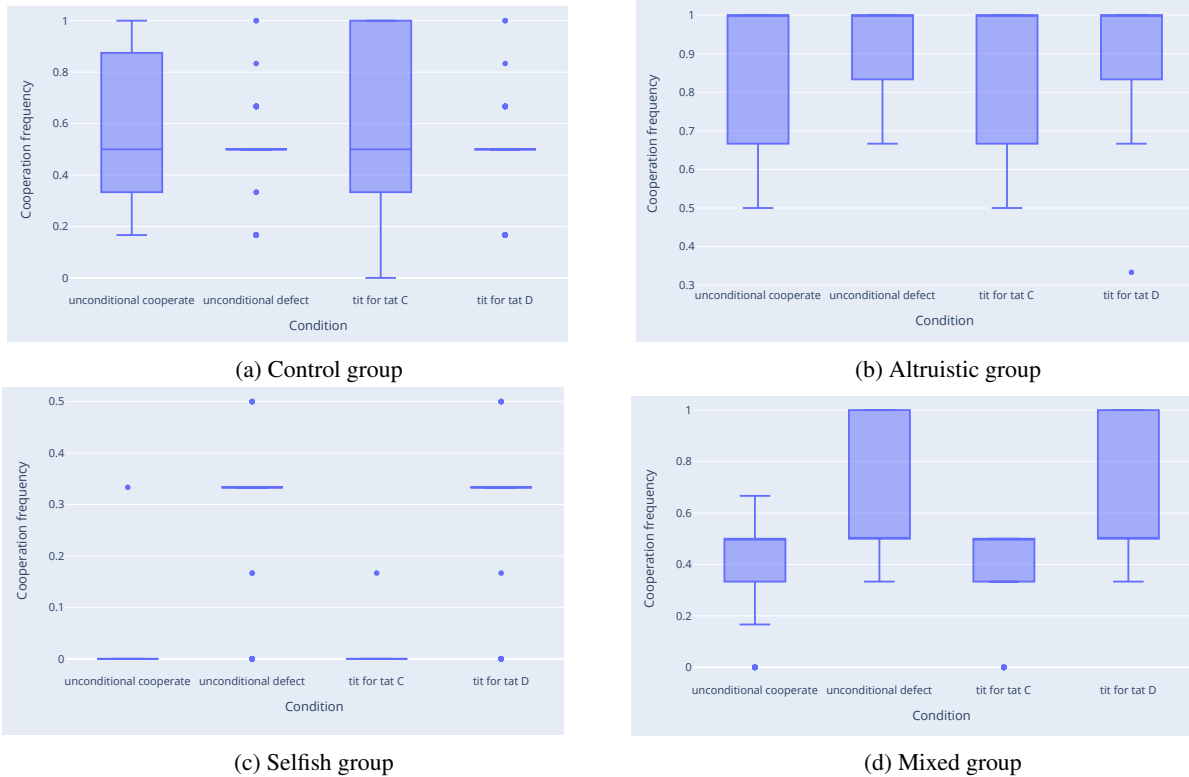 1
0.8
0.6
0.4
0.2
0
Cooperation frequency
unconditional cooperate unconditional defect tit for tat C tit for tat D
Condition
(a) Control group
1
0.9
0.8
0.7
0.6
0.5
0.4
0.3
Cooperation frequency
unconditional cooperate unconditional defect tit for tat C tit for tat D
Condition
(b) Altruistic group
0.5
0.4
0.3
0.2
0.1
0
Cooperation frequency
unconditional cooperate unconditional defect tit for tat C tit for tat D
Condition
(c) Selfish group
1
0.8
0.6
0.4
0.2
0
Cooperation frequency
unconditional cooperate unconditional defect tit for tat C tit for tat D
Condition
(d) Mixed group